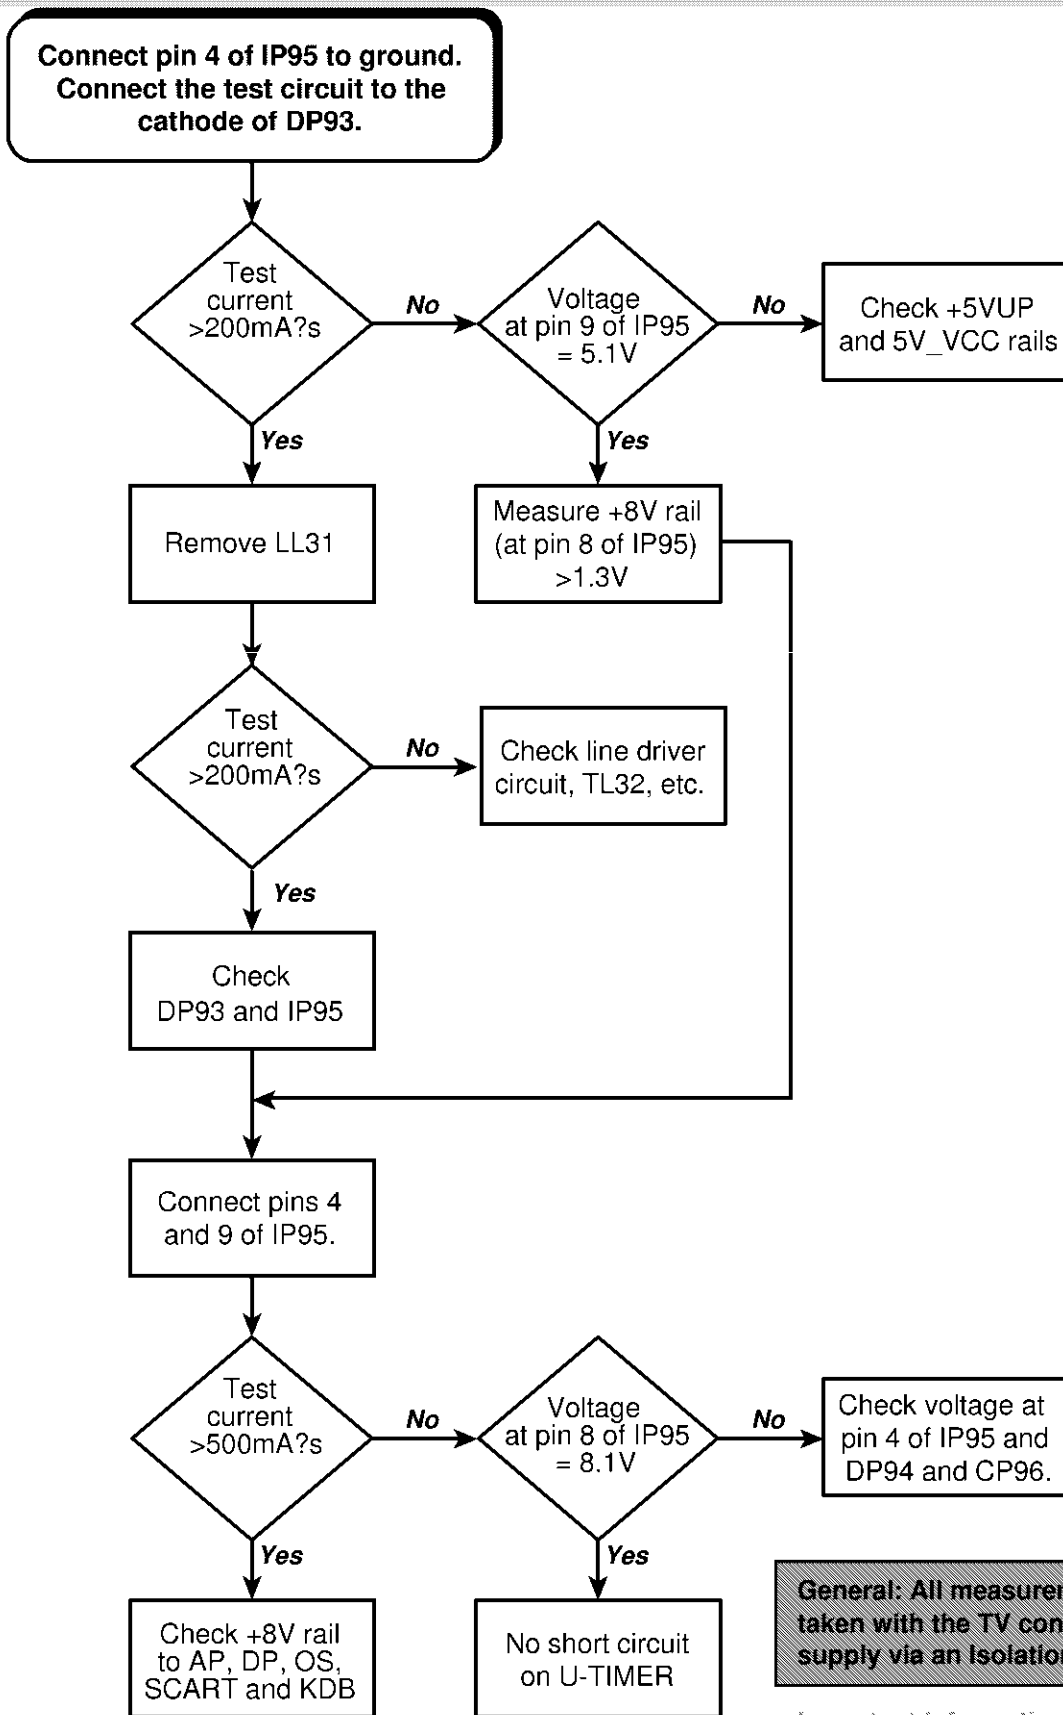 Connect pin 4 of IP95 to ground.
Connect the test circuit to the
cathode of DP93.
Test
current
>200mA?s
No
Voltage
at pin 9 of IP95
= 5.1V
No
Check +5VUP
and 5V_VCC rails
Yes
Yes
Remove LL31
Measure +8V rail
(at pin 8 of IP95)
>1.3V
Test
current
>200mA?s
No
Check line driver
circuit, TL32, etc.
Yes
Check
DP93 and IP95
Connect pins 4
and 9 of IP95.
Test
current
>500mA?s
No
Voltage
at pin 8 of IP95
= 8.1V
No
Check voltage at
pin 4 of IP95 and
DP94 and CP96.
Yes
Yes
Check +8V rail
to AP, DP, OS,
SCART and KDB
No short circuit
on U-TIMER
General: All
taken with the TV
supply via an